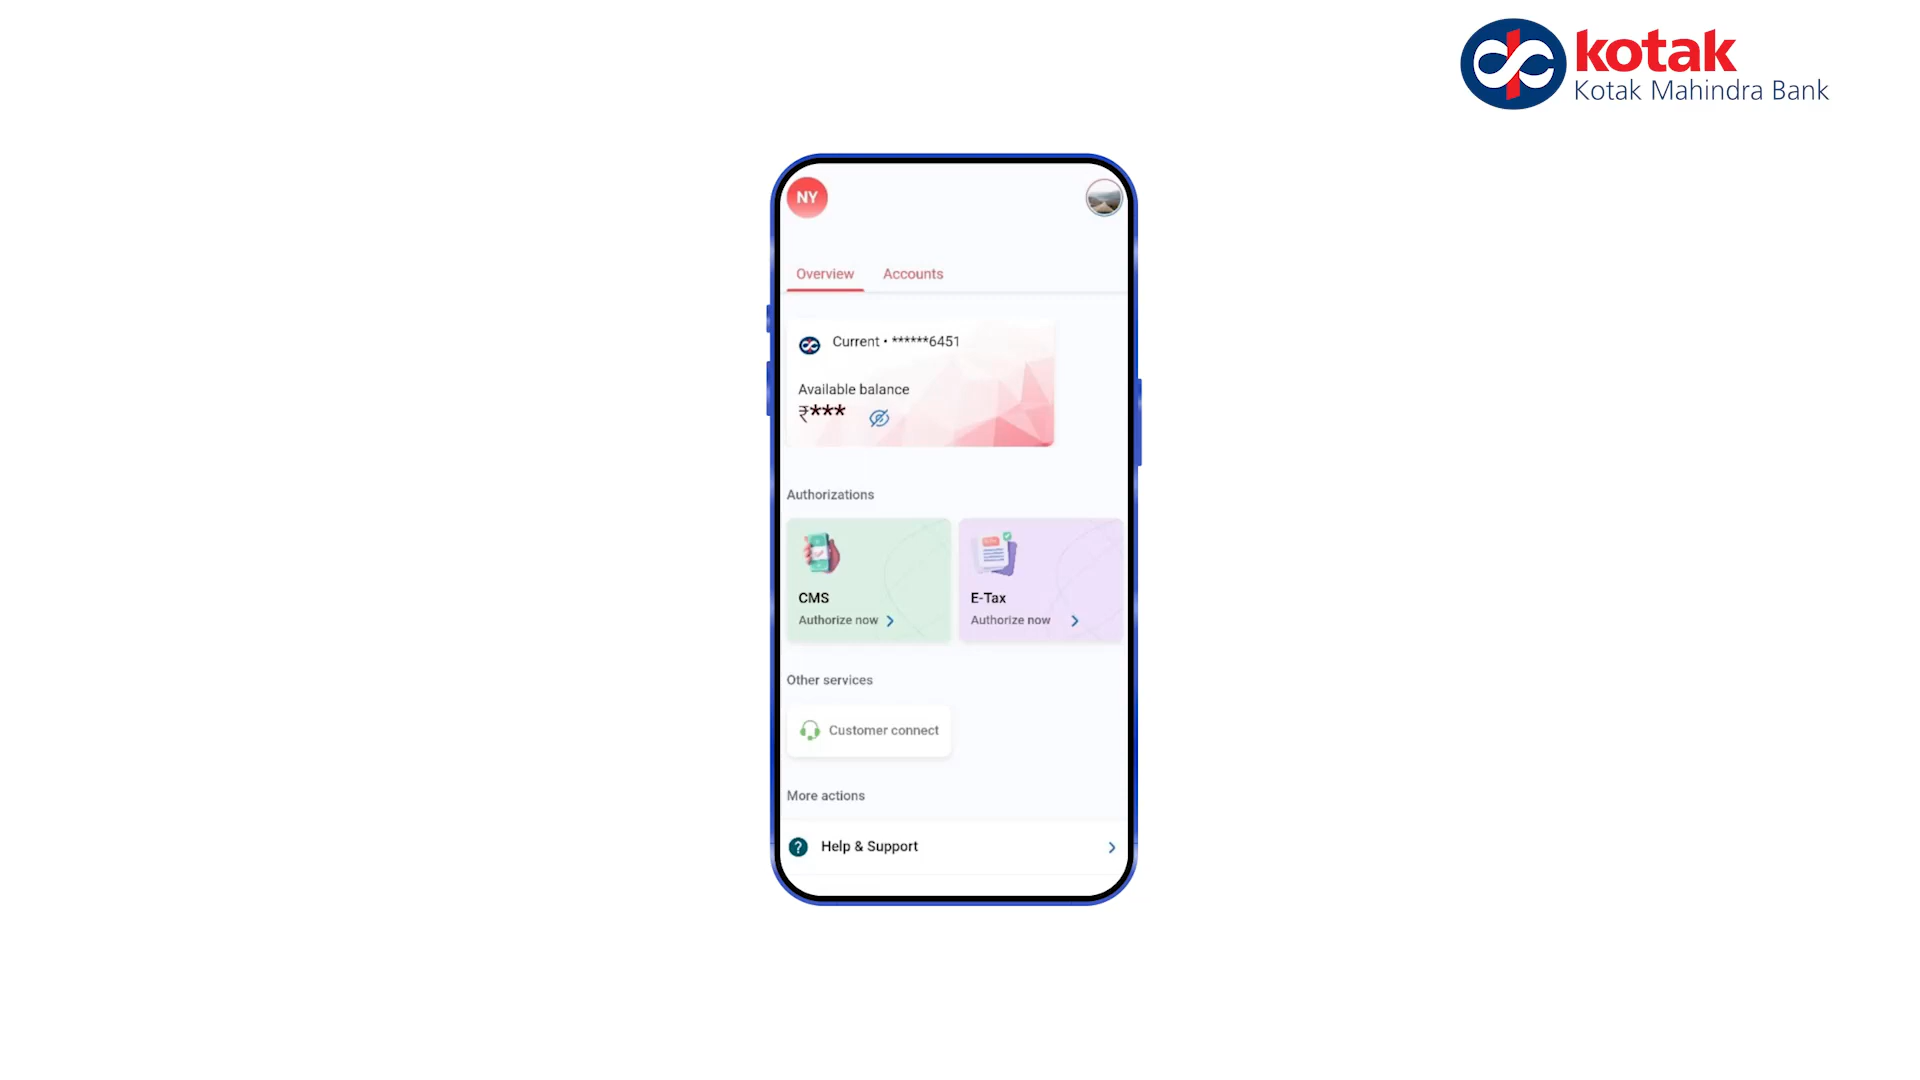 kotak
Kotak Mahindra Bank
NY
Overview Accounts
Current • ******6451
Available balance
₹***
Authorizations
CMS
Authorize now
E-Tax
Authorize now
Other services
Customer connect
More actions
? Help & Support